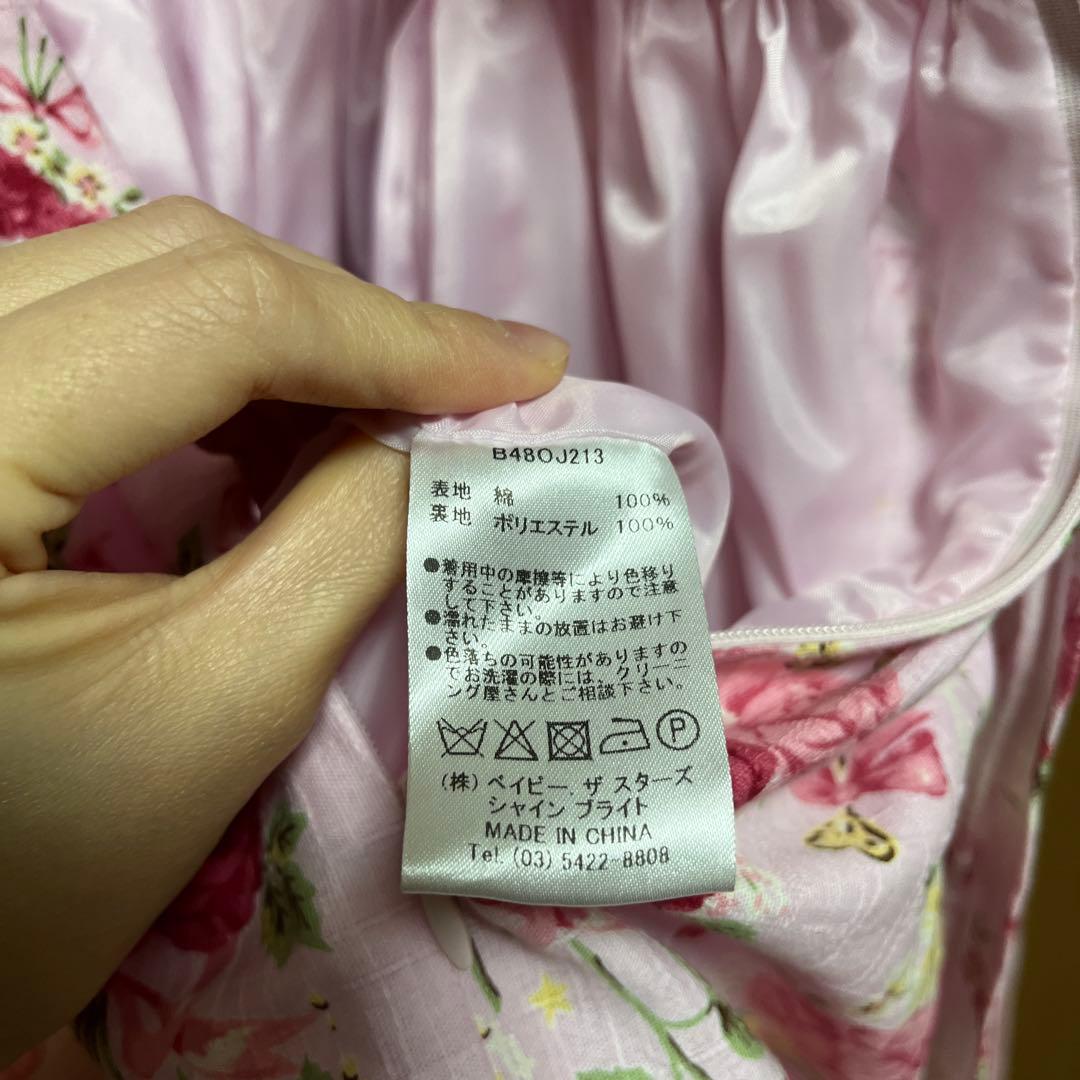 B48OJ213
表地 綿 100%
裏地 ポリエステル 100%
●着用中の摩擦等により色移り
することがありますので注意
して下さい。
●濡れたままの放置はお避け下
さい。
●色落ちの可能性がありますの
でお洗濯の際には、クリーニ
ング屋さんとご相談下さい。
P
(株) ベイビー, ザ スターズ
シャイン ブライト
MADE IN CHINA
Tel. (03) 5422-8808